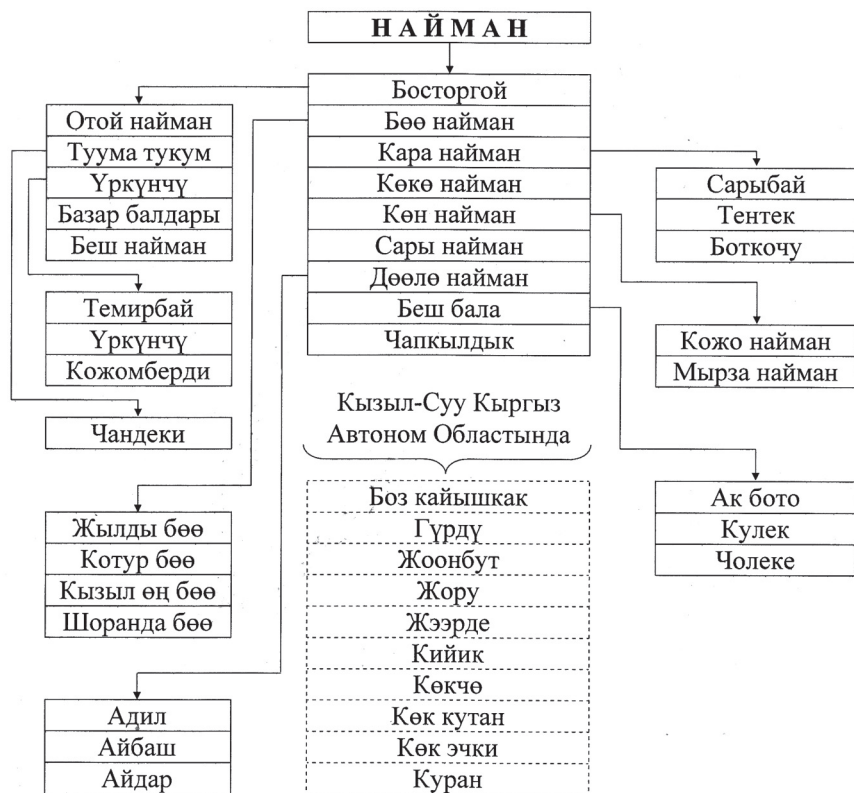 НАЙМАН
Босторгой
Бөө найман
Кара найман
Көкө найман
Көн найман
Сары найман
Дөөлө найман
Беш бала
Чапкылдык
Отой найман
Туума тукум
Үркүнчү
Базар балдары
Беш найман
Темирбай
Үркүнчү
Кожомберди
Чандеки
Жылды бөө
Котур бөө
Кызыл өң бөө
Шоранда бөө
Адил
Айбаш
Айдар
Кызыл-Суу Кыргыз
Автоном Областында
Боз кайышкак
Гүрдү
Жоонбут
Жору
Жээрде
Кийик
Көкчө
Көк кутан
Көк эчки
Куран
Сарыбай
Тентек
Боткочу
Кожо найман
Мырза найман
Ак бото
Кулек
Чолеке